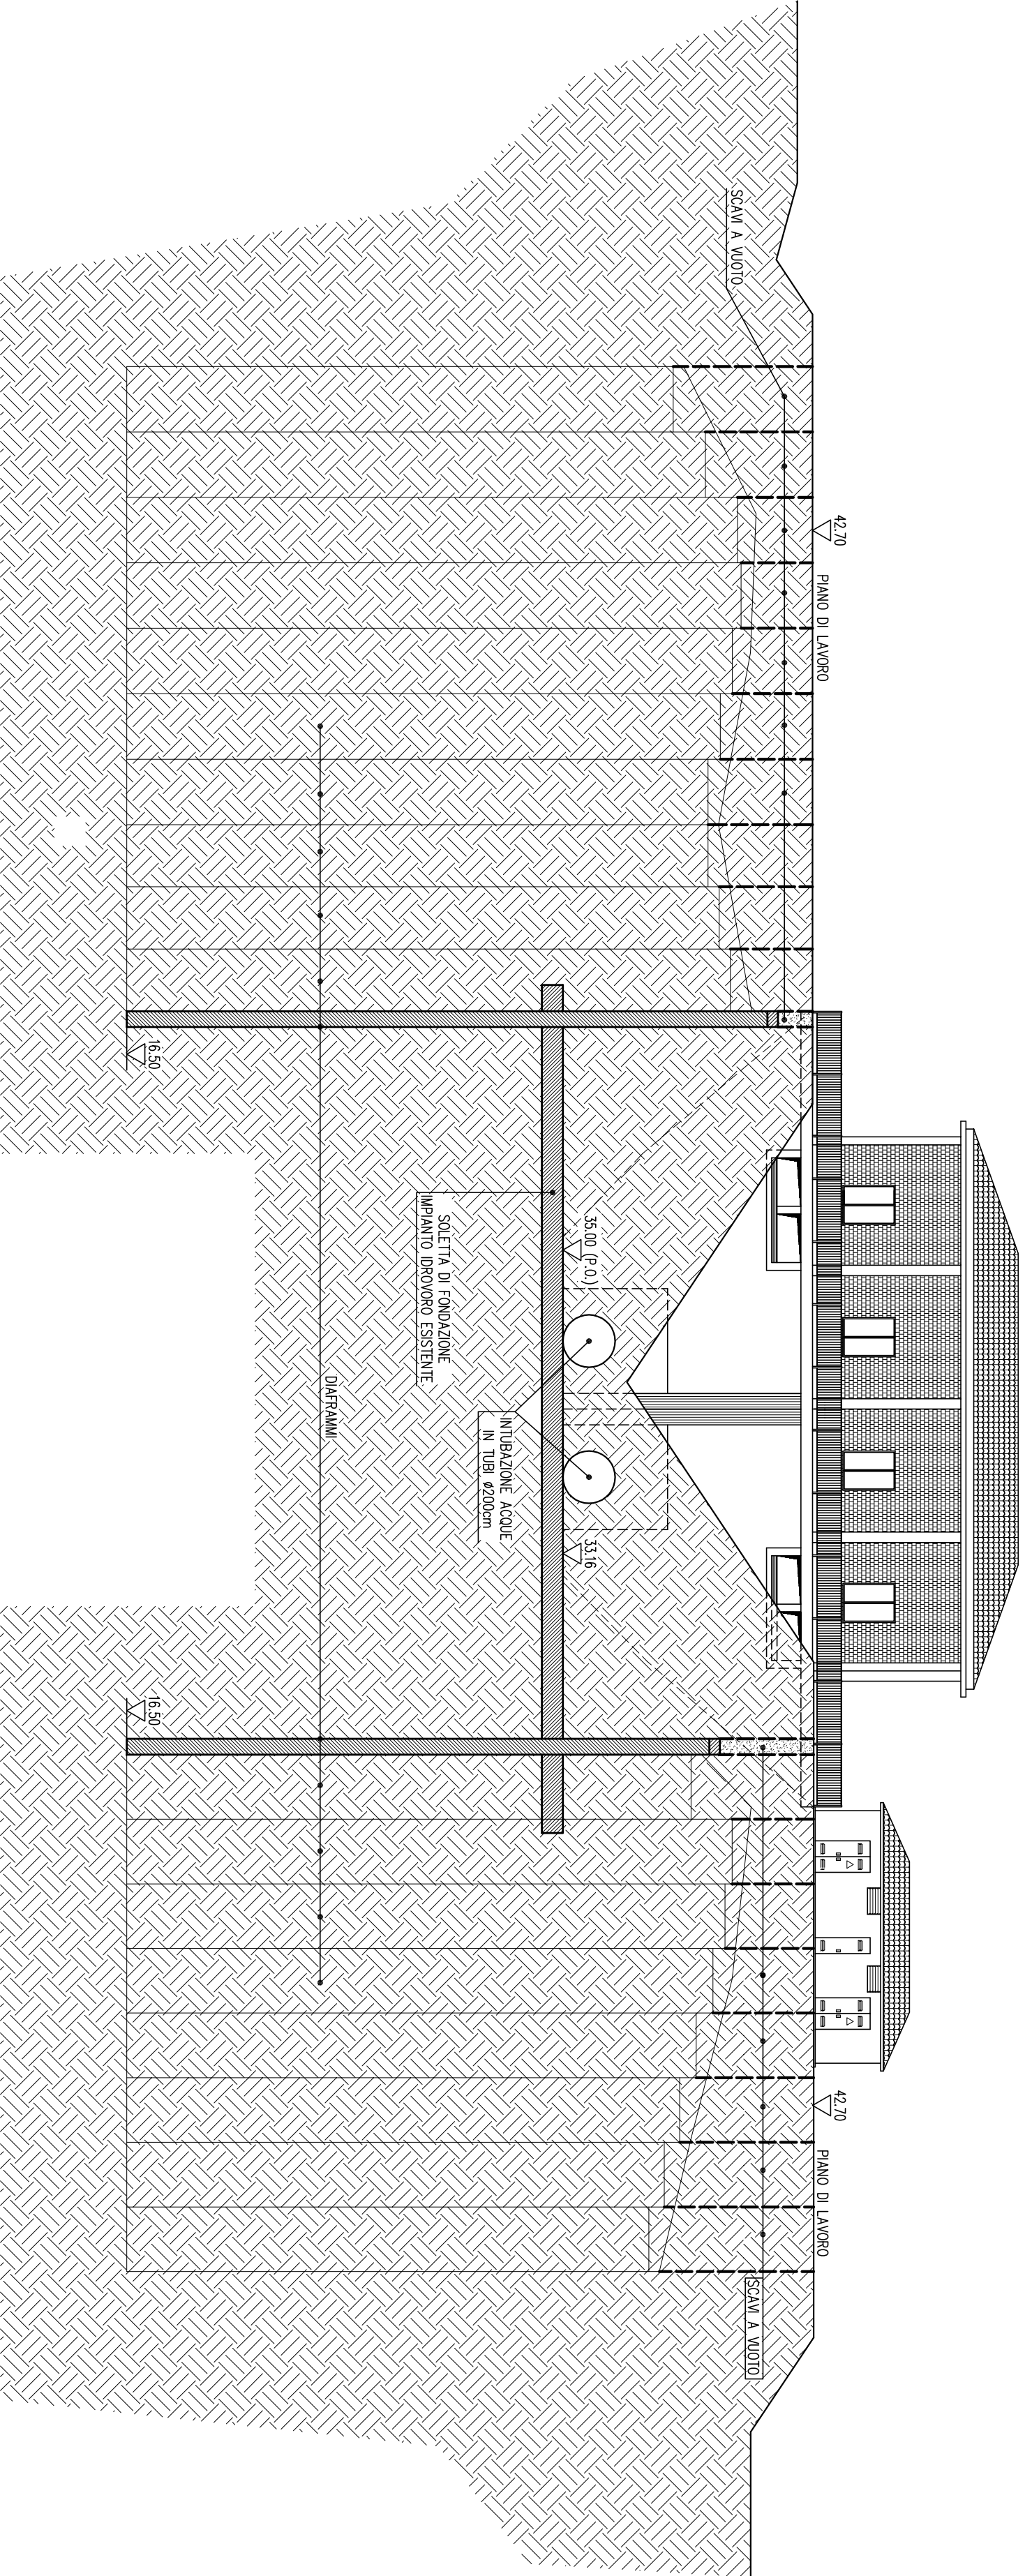 SCAVI A VUOTO
42.70
PIANO DI LAVORO
16.50
35.00 (P.O.)
SOLETTA DI FONDAZIONE
IMPIANTO IDROVORO ESISTENTE
DIAFRAMMI
INTUBAZIONE ACQUE
IN TUBI ø200cm
33.16
16.50
42.70
PIANO DI LAVORO
SCAVI A VUOTO